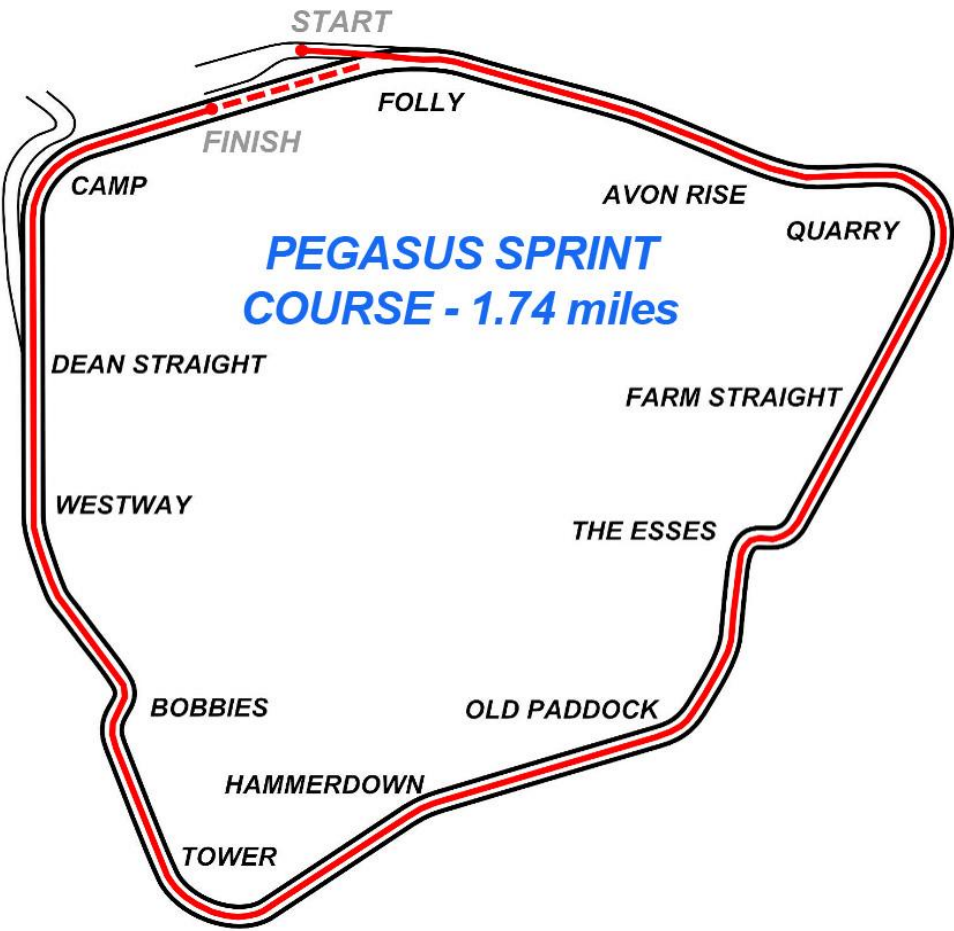 START
FOLLY
FINISH
CAMP
AVON RISE
QUARRY
PEGASUS SPRINT
COURSE - 1.74 miles
DEAN STRAIGHT
FARM STRAIGHT
WESTWAY
THE ESSES
BOBBIES
OLD PADDOCK
HAMMERDOWN
TOWER